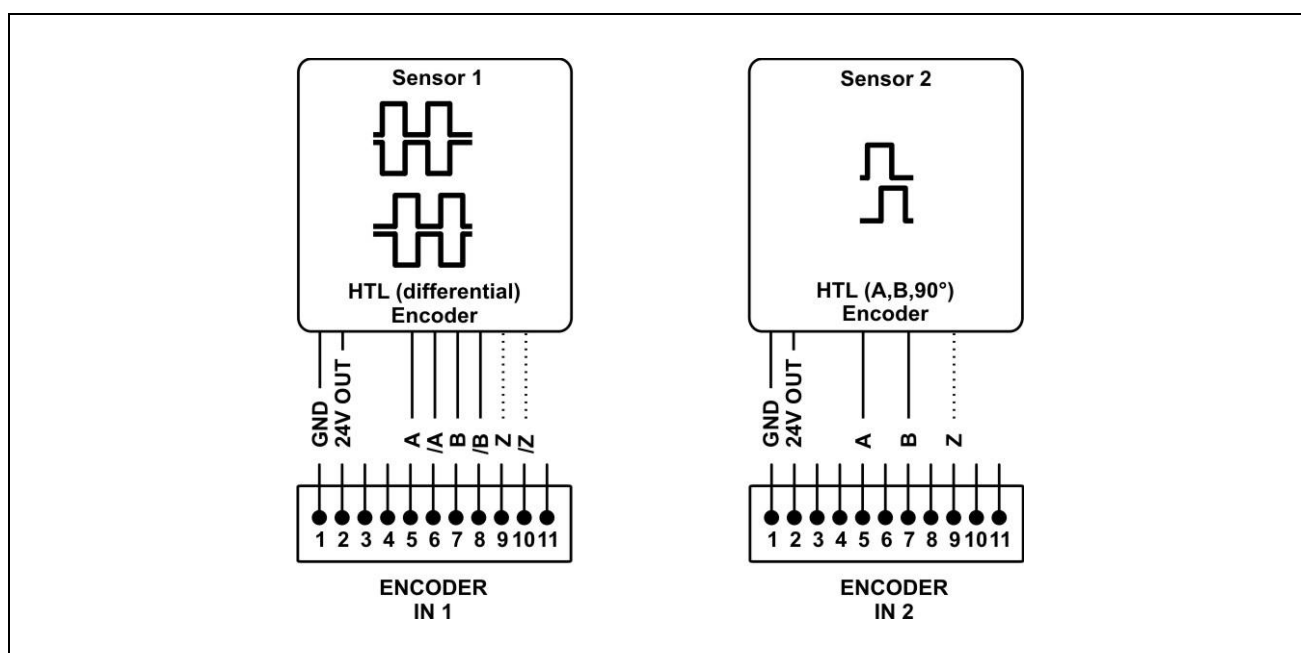 Sensor 1
HTL (differential)
Encoder
GND
24V OUT
A
/A
B
/B
Z
/Z
1 2 3 4 5 6 7 8 9 10 11
ENCODER
IN 1
Sensor 2
HTL (A,B,90°)
Encoder
GND
24V OUT
A
B
Z
1 2 3 4 5 6 7 8 9 10 11
ENCODER
IN 2